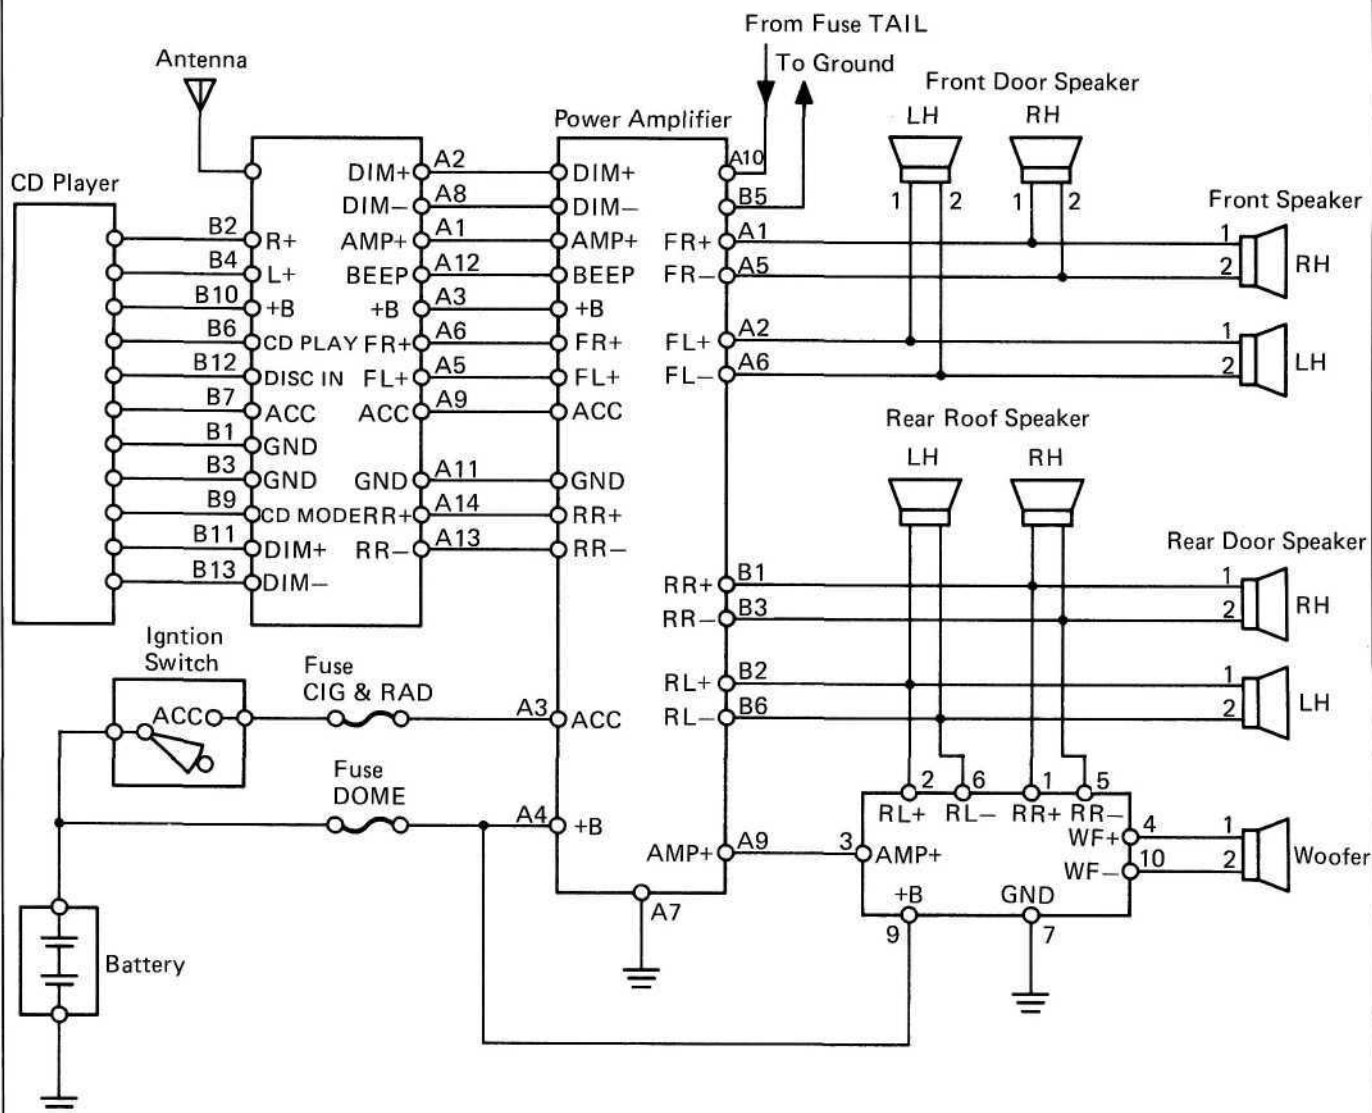 From Fuse TAIL
To Ground
Antenna
Front Door Speaker
LH RH
Power Amplifier
CD Player
1 2 1 2
Front Speaker
A10
B5
DIM+ A2 DIM+
DIM– A8 DIM–
B2 R+ AMP+ A1 AMP+ FR+ A1 1
B4 L+ BEEP A12 BEEP FR– A5 2 RH
B10 +B +B A3 +B
B6 CD PLAY FR+ A6 FR+ FL+ A2 1
B12 DISC IN FL+ A5 FL+ FL– A6 2 LH
B7 ACC ACC A9 ACC
Rear Roof Speaker
B1 GND
LH RH
B3 GND GND A11 GND
B9 CD MODE RR+ A14 RR+
B11 DIM+ RR– A13 RR–
Rear Door Speaker
B13 DIM–
RR+ B1 1
RR– B3 2 RH
RL+ B2 1
RL– B6 2 LH
Igntion
Switch
ACC
Fuse
CIG & RAD
A3 ACC
Fuse
DOME
A4 +B
2 6 1 5
RL+ RL– RR+ RR–
WF+ 4 1
WF– 10 2 Woofer
AMP+ A9 3 AMP+
+B GND
9 7
A7
Battery